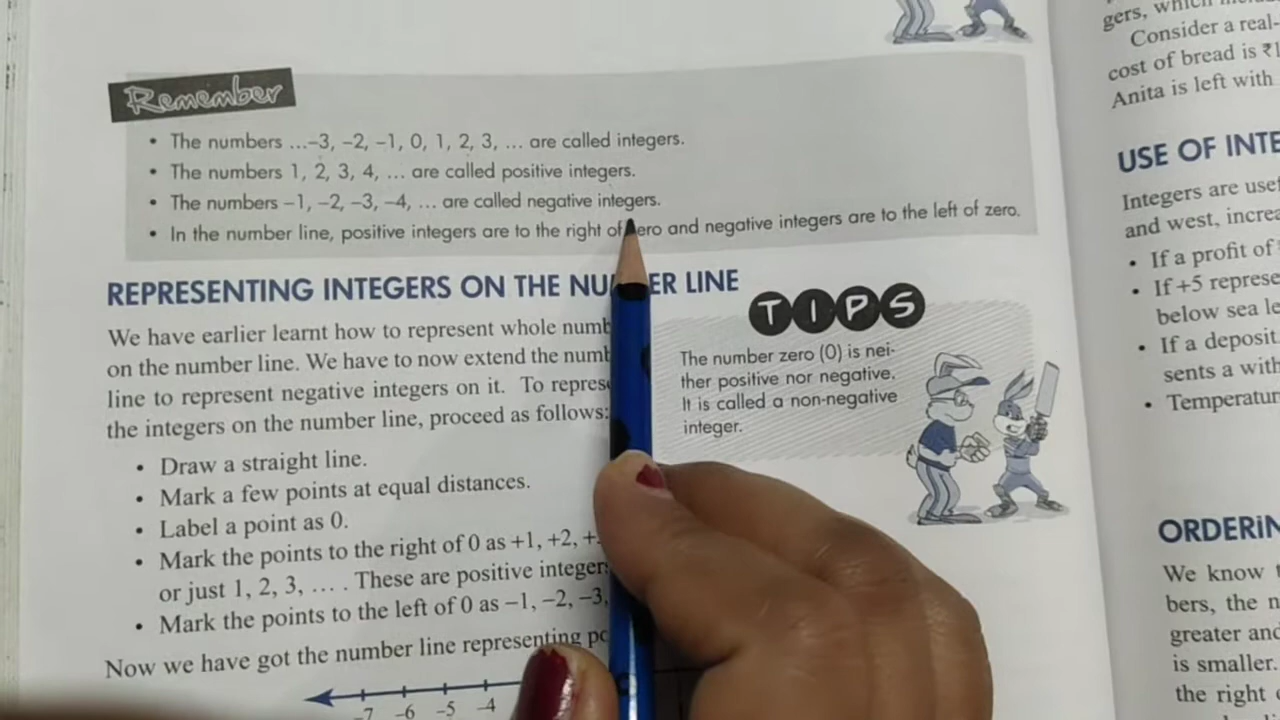 Remember
• The numbers ...–3, –2, –1, 0, 1, 2, 3, ... are called integers.
• The numbers 1, 2, 3, 4, ... are called positive integers.
• The numbers –1, –2, –3, –4, ... are called negative integers.
• In the number line, positive integers are to the right of zero and negative integers are to the left of zero.
REPRESENTING INTEGERS ON THE NUMBER LINE
We have earlier learnt how to represent whole numb
on the number line. We have to now extend the numb
line to represent negative integers on it. To repres
the integers on the number line, proceed as follows:
• Draw a straight line.
• Mark a few points at equal distances.
• Label a point as 0.
• Mark the points to the right of 0 as +1, +2, +
or just 1, 2, 3, .... These are positive integers
• Mark the points to the left of 0 as –1, –2, –3,
Now we have got the number line representing po
–7 –6 –5 –4
TIPS
The number zero (0) is nei-
ther positive nor negative.
It is called a non-negative
integer.
gers, which
Consider a real-
cost of bread is ₹1
Anita is left with
USE OF INTE
Integers are use
and west, increa
• If a profit of
• If +5 represe
below sea le
• If a deposit
sents a with
• Temperatur
ORDERIN
We know t
bers, the n
greater and
is smaller.
the right